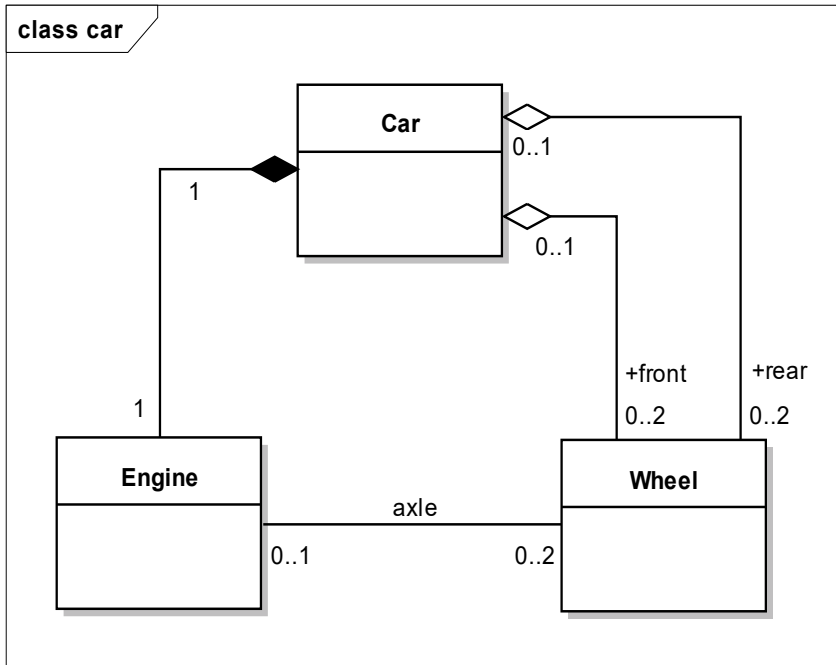 class car
Car
0..1
1
0..1
+front
+rear
1
0..2
0..2
Engine
Wheel
axle
0..1
0..2